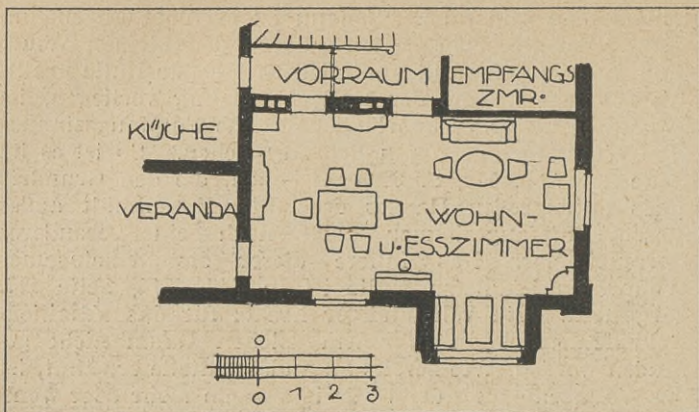 VORRAUM
EMPFANGS
ZMR.
KÜCHE
VERANDA
WOHN-
U. ESSZIMMER
0
0 1 2 3